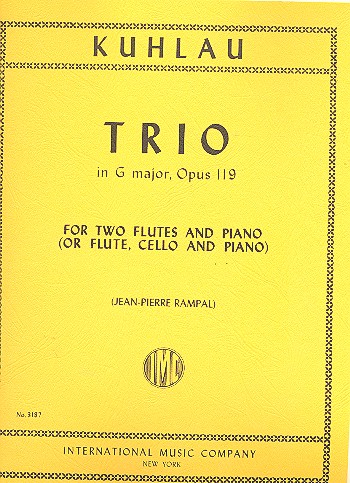 KUHLAU
TRIO
in G major, Opus 119
FOR TWO FLUTES AND PIANO
(OR FLUTE, CELLO AND PIANO)
(JEAN-PIERRE RAMPAL)
IMC
No. 3187
INTERNATIONAL MUSIC COMPANY
NEW YORK